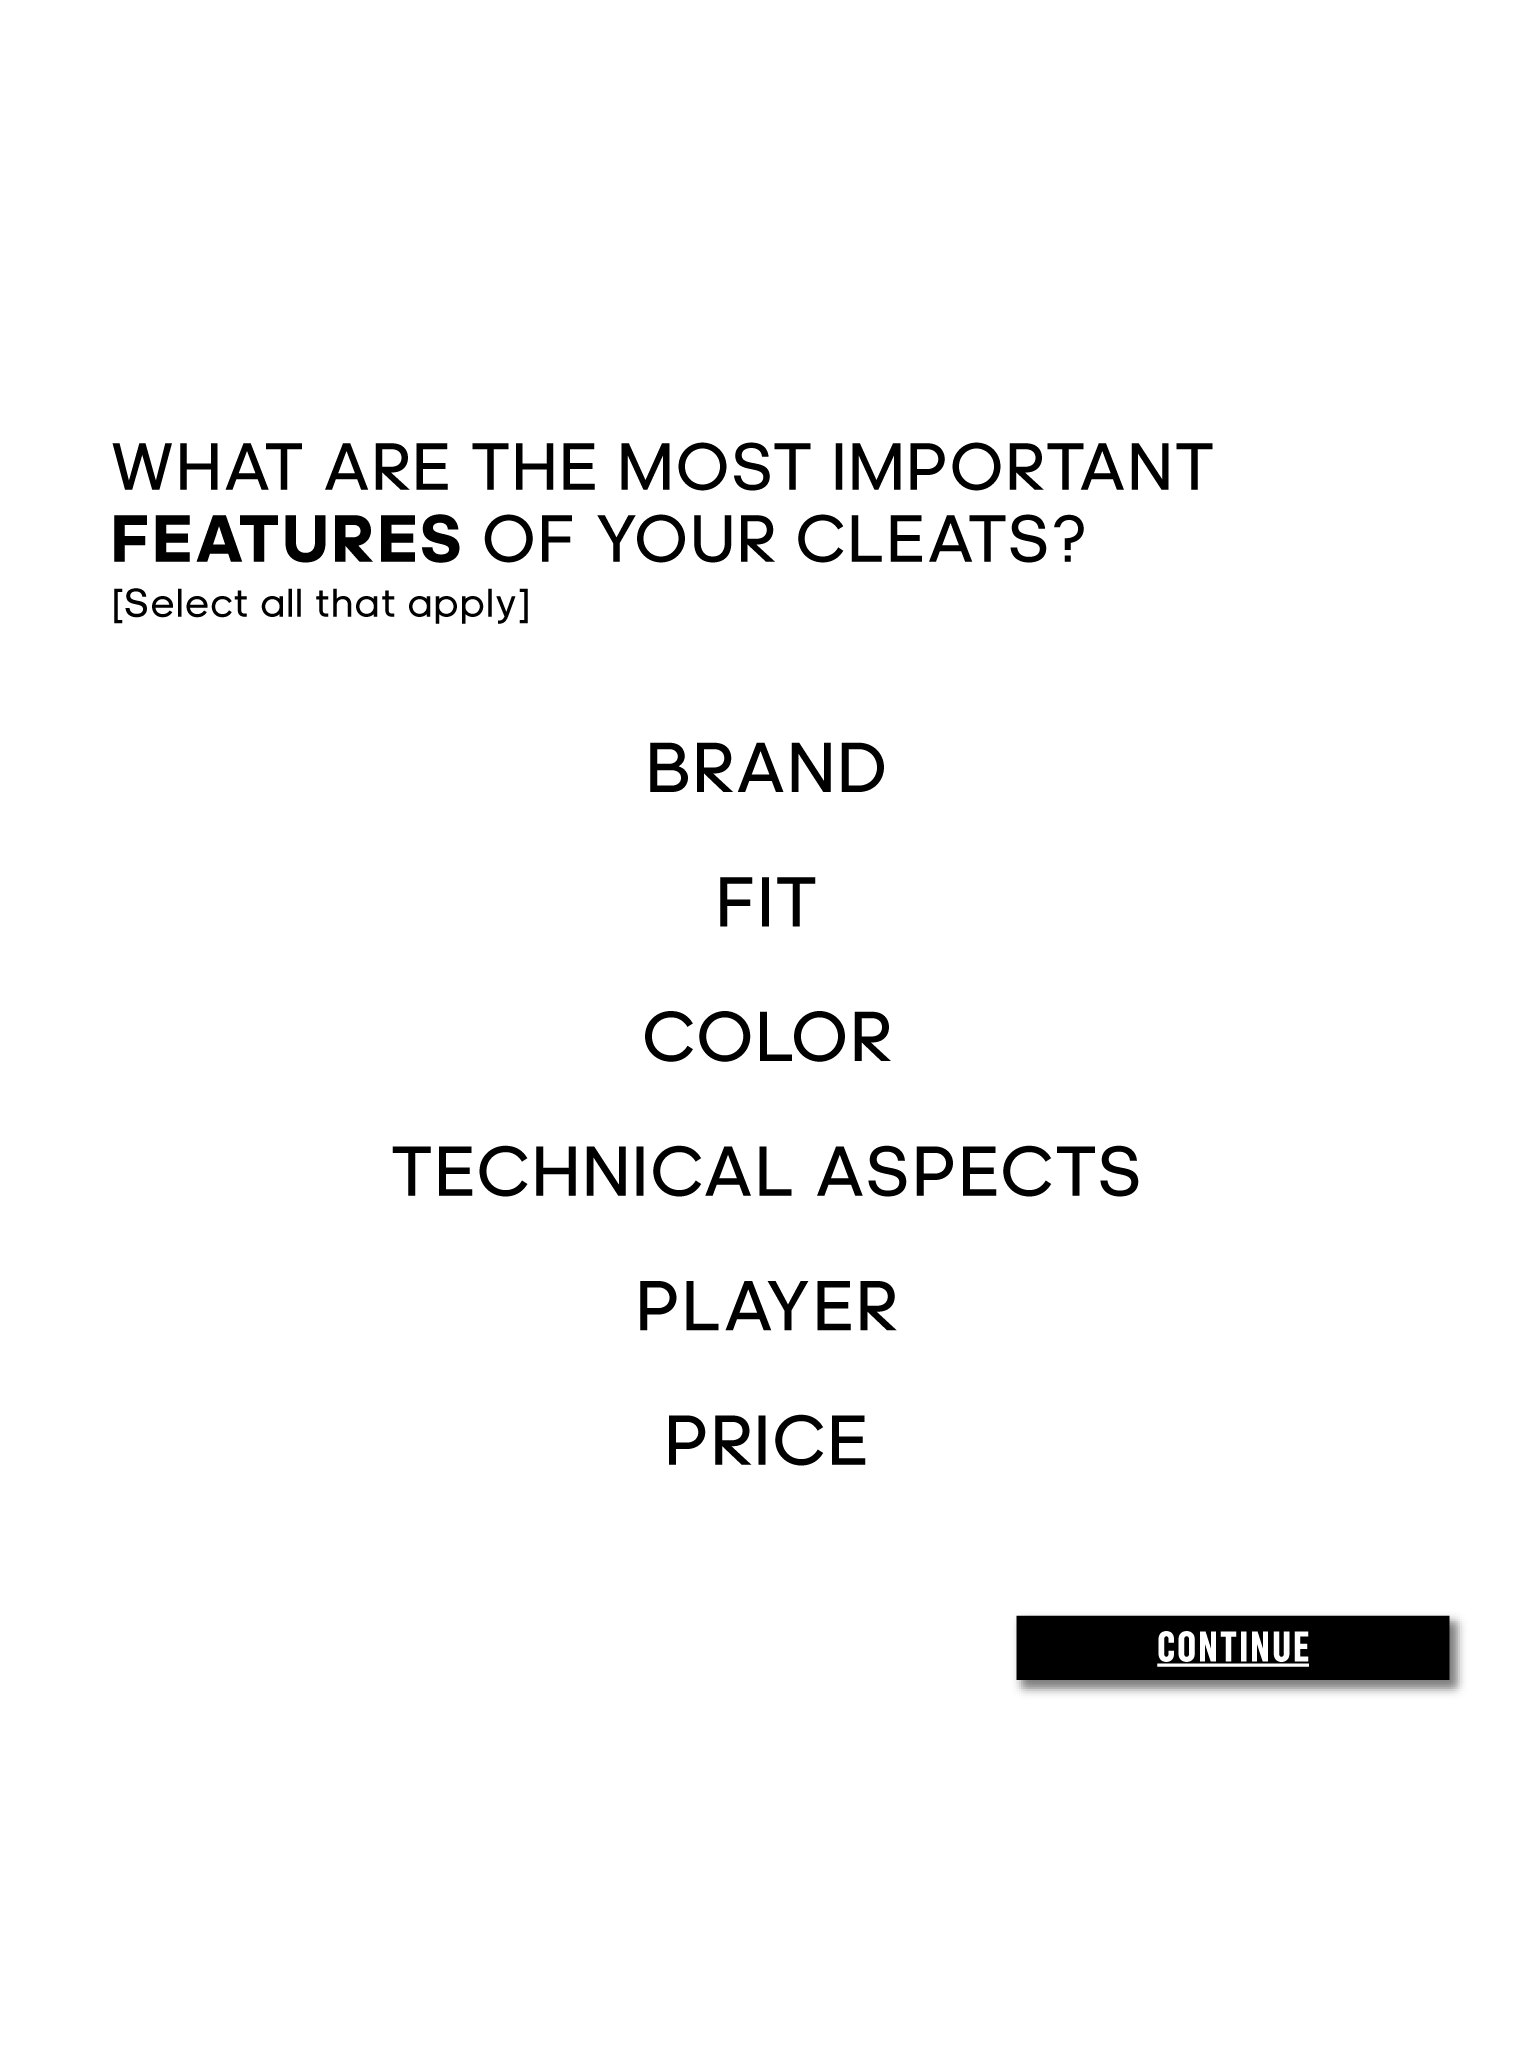 WHAT ARE THE MOST IMPORTANT
FEATURES OF YOUR CLEATS?
[Select all that apply]
BRAND
FIT
COLOR
TECHNICAL ASPECTS
PLAYER
PRICE
CONTINUE